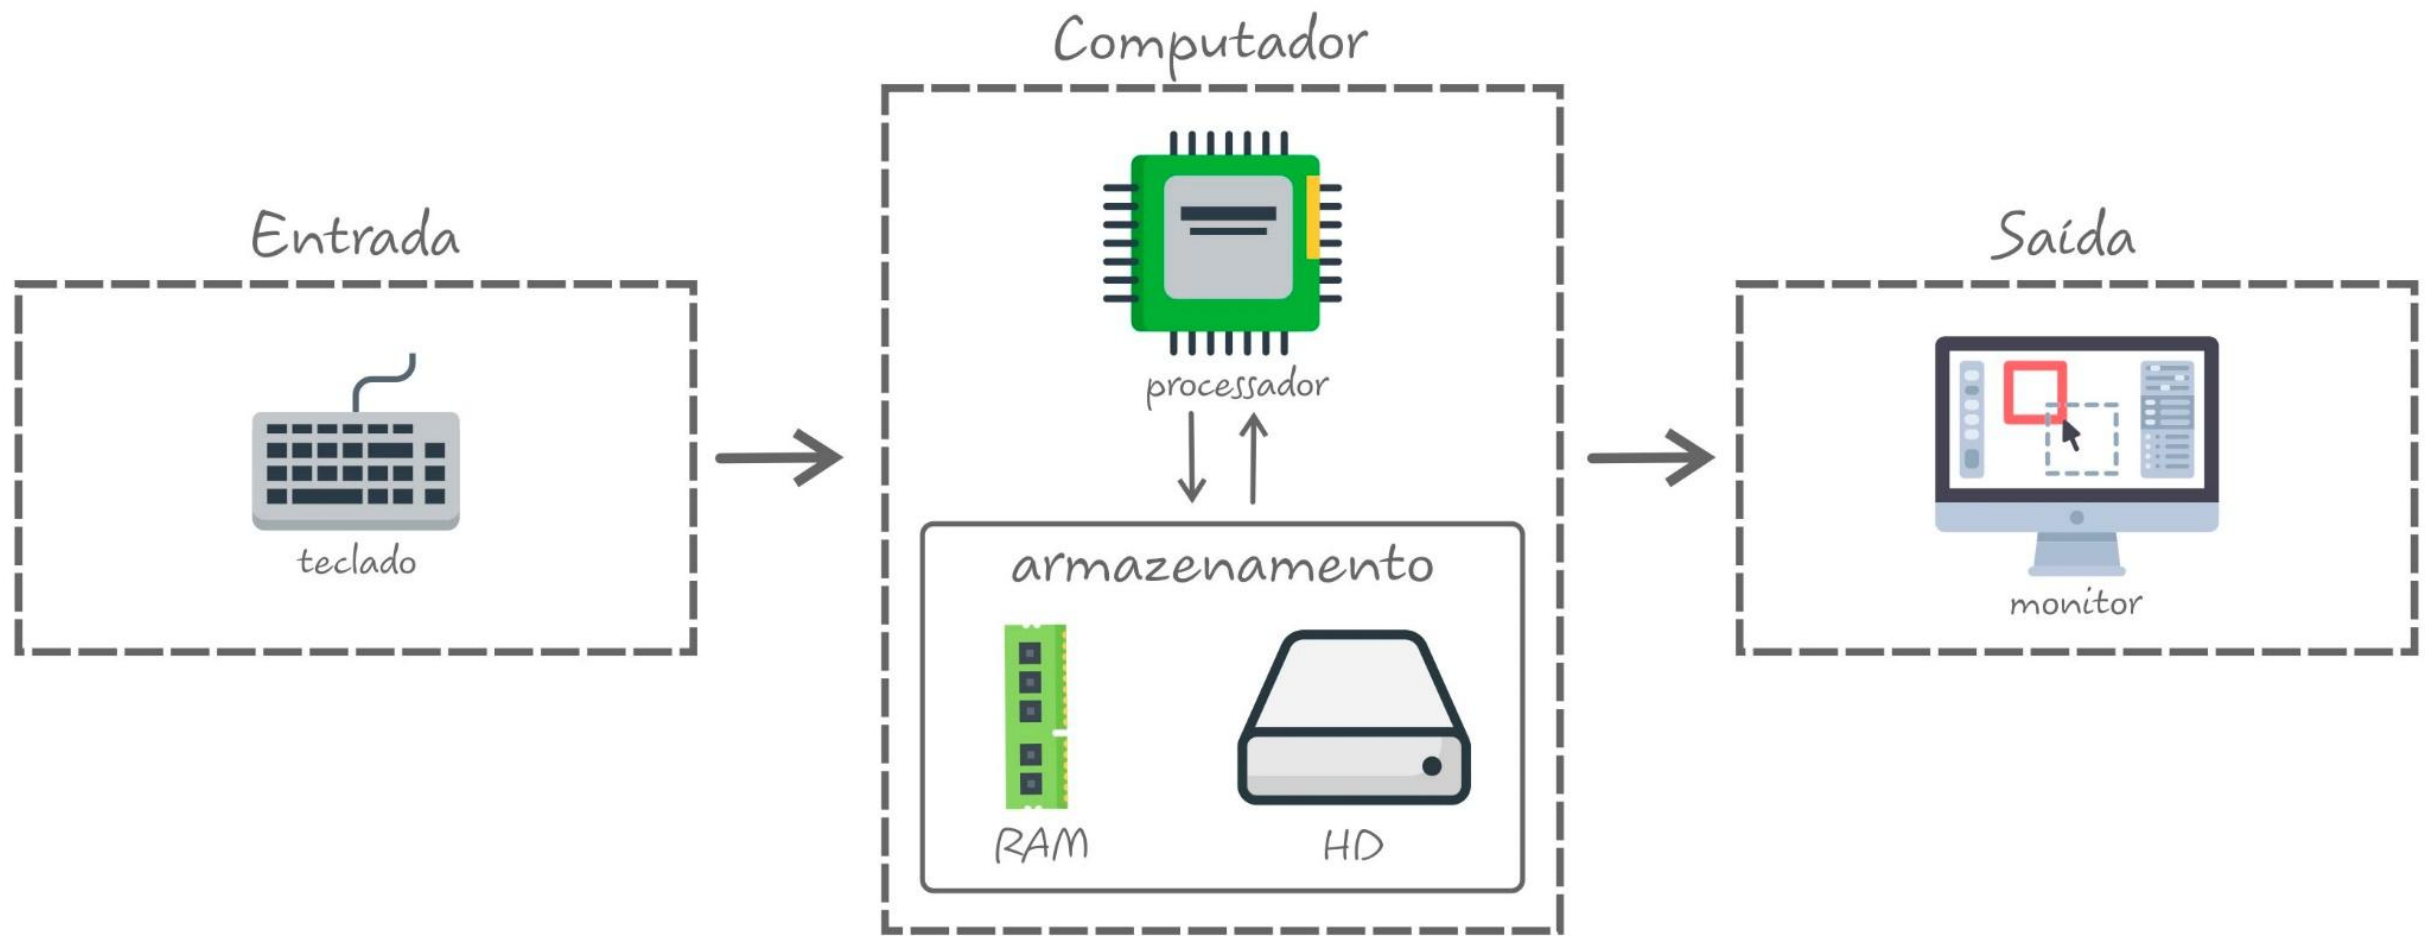 Computador
Entrada
Saída
processador
teclado
armazenamento
monitor
RAM
HD